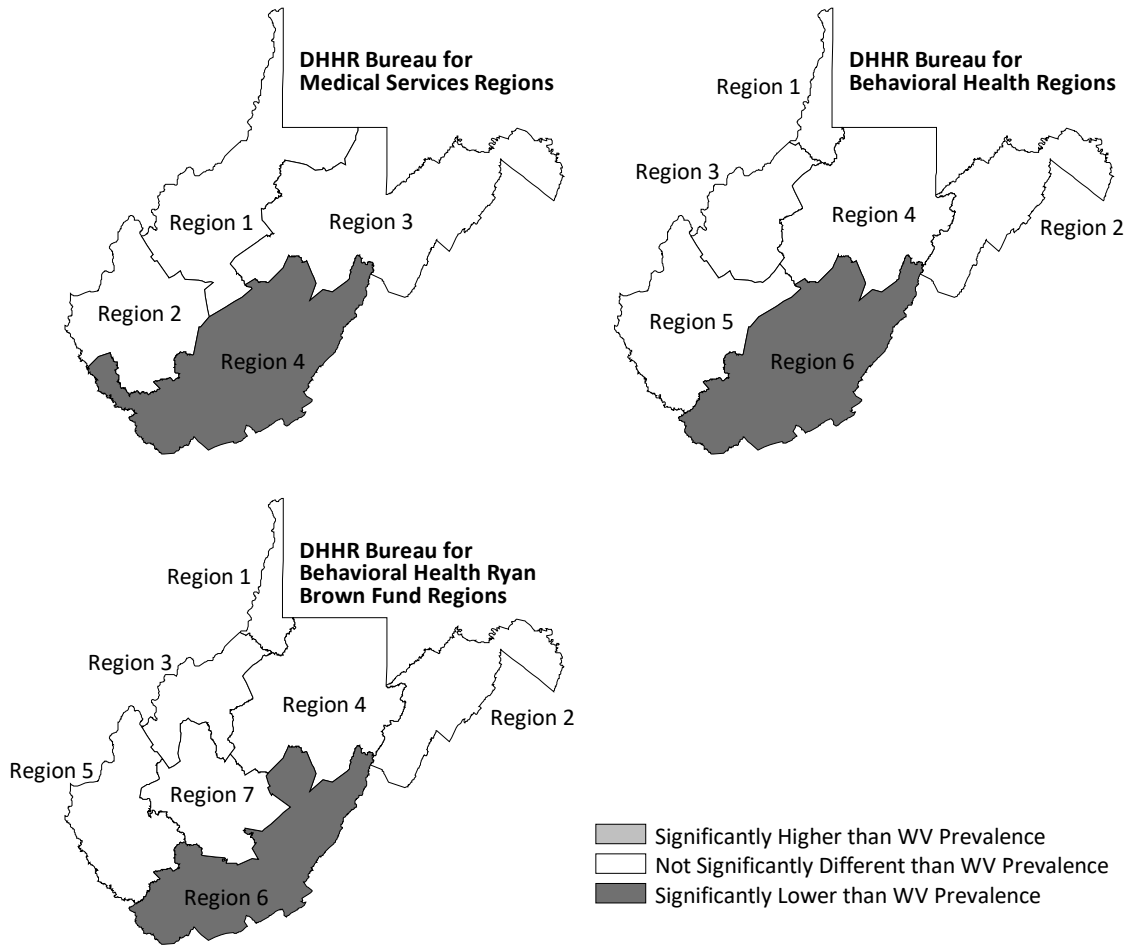 DHHR Bureau for
Medical Services Regions
Region 1
Region 3
Region 2
Region 4
DHHR Bureau for
Behavioral Health Regions
Region 1
Region 3
Region 4
Region 2
Region 5
Region 6
DHHR Bureau for
Behavioral Health Ryan
Brown Fund Regions
Region 1
Region 3
Region 4
Region 2
Region 5
Region 7
Region 6
Significantly Higher than WV Prevalence
Not Significantly Different than WV Prevalence
Significantly Lower than WV Prevalence